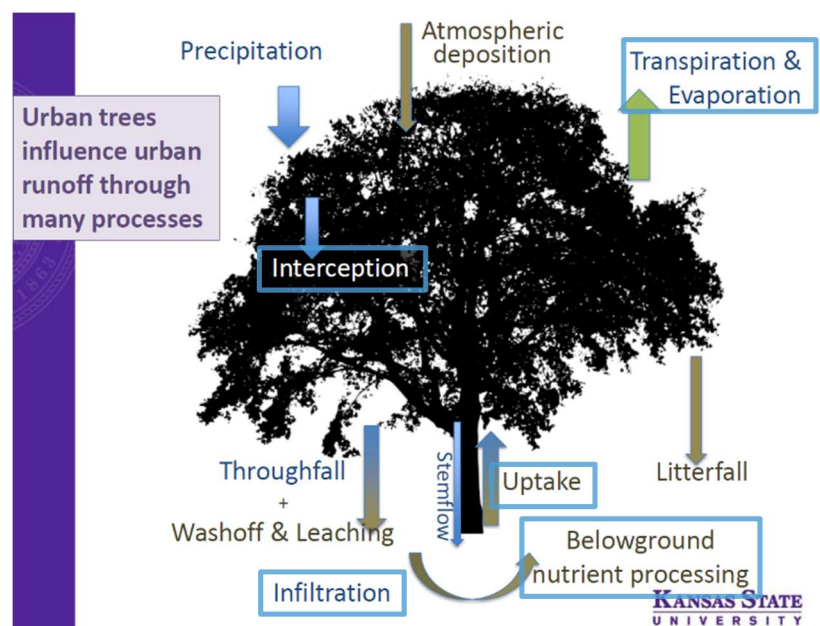 Precipitation
Atmospheric
deposition
Transpiration &
Evaporation
Urban trees
influence urban
runoff through
many processes
Interception
1863
Throughfall
+
Washoff & Leaching
Stemflow
Uptake
Litterfall
Infiltration
Belowground
nutrient processing
KANSAS STATE
UNIVERSITY